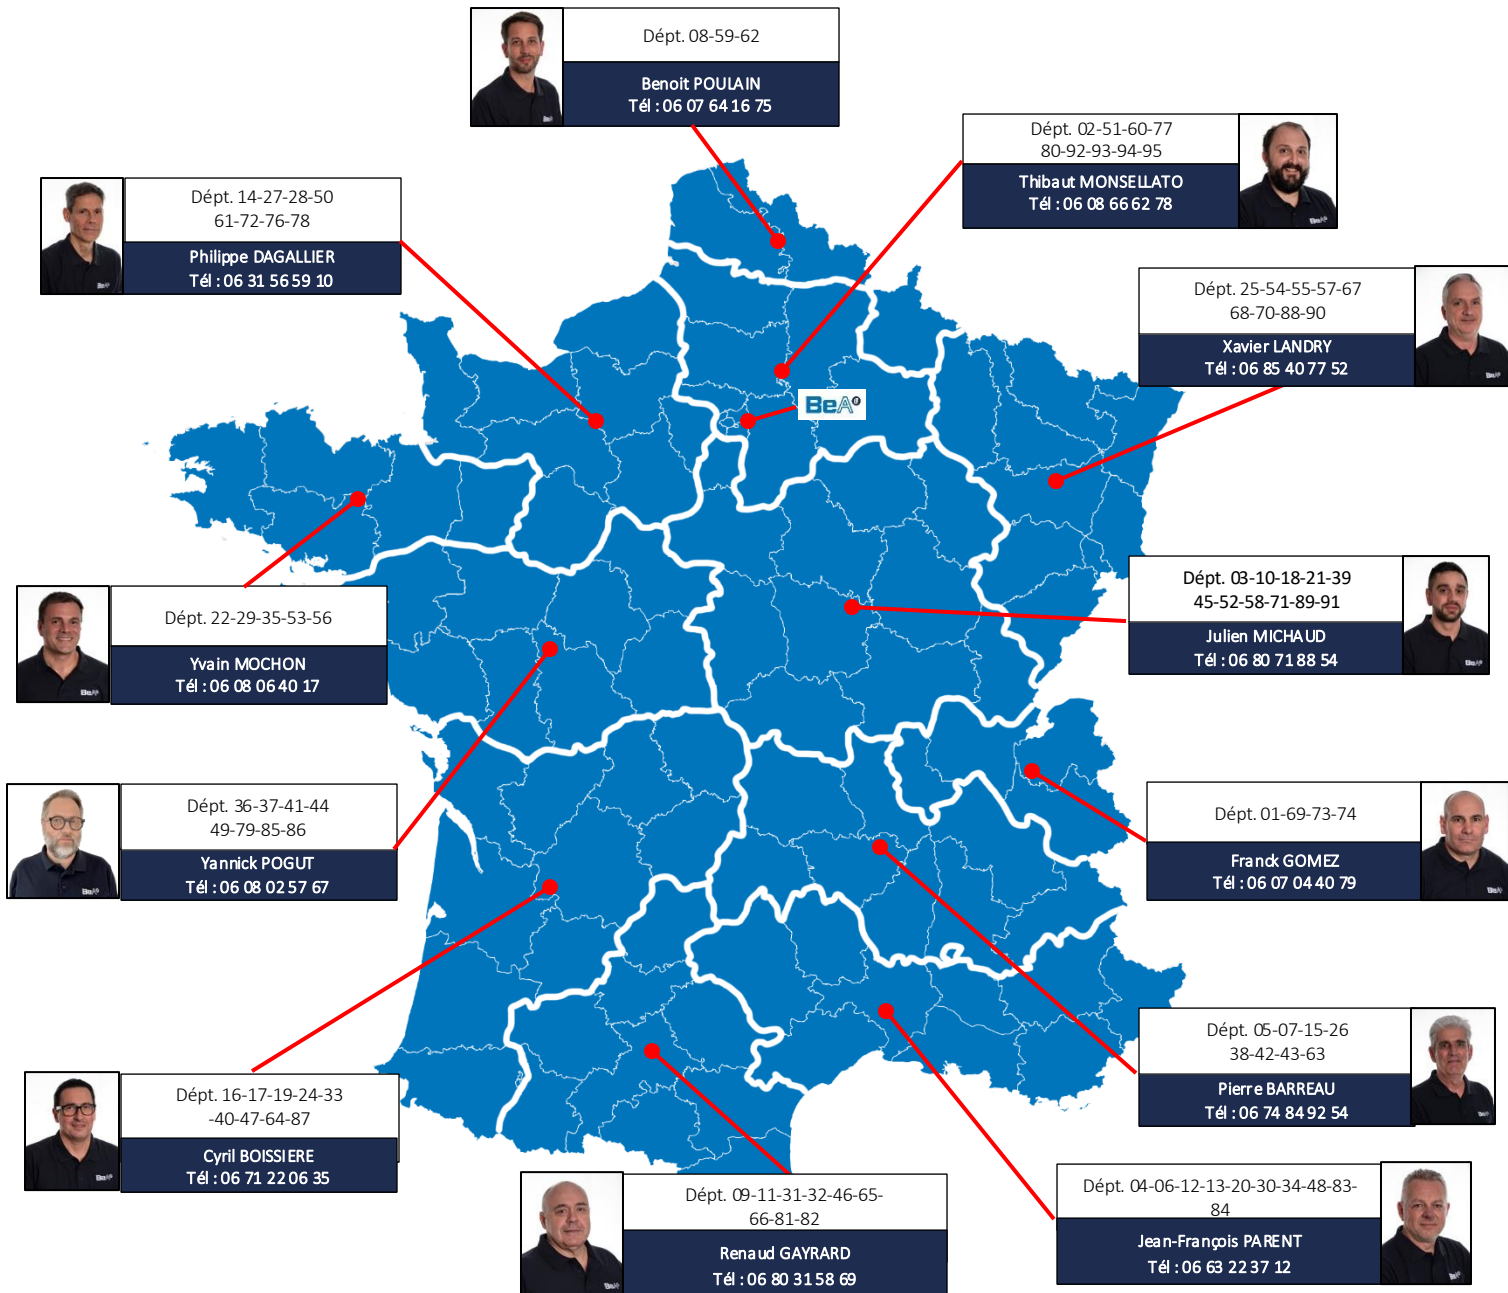 Dépt. 08-59-62
Benoit POULAIN
Tél : 06 07 64 16 75
Dépt. 02-51-60-77
80-92-93-94-95
Thibaut MONSELLATO
Tél : 06 08 66 62 78
Dépt. 14-27-28-50
61-72-76-78
Philippe DAGALLIER
Tél : 06 31 56 59 10
Dépt. 25-54-55-57-67
68-70-88-90
Xavier LANDRY
Tél : 06 85 40 77 52
BeA
Dépt. 22-29-35-53-56
Yvain MOCHON
Tél : 06 08 06 40 17
Dépt. 03-10-18-21-39
45-52-58-71-89-91
Julien MICHAUD
Tél : 06 80 71 88 54
Dépt. 36-37-41-44
49-79-85-86
Yannick POGUT
Tél : 06 08 02 57 67
Dépt. 01-69-73-74
Franck GOMEZ
Tél : 06 07 04 40 79
Dépt. 05-07-15-26
38-42-43-63
Pierre BARREAU
Tél : 06 74 84 92 54
Dépt. 16-17-19-24-33
-40-47-64-87
Cyril BOISSIERE
Tél : 06 71 22 06 35
Dépt. 09-11-31-32-46-65-
66-81-82
Renaud GAYRARD
Tél : 06 80 31 58 69
Dépt. 04-06-12-13-20-30-34-48-83-
84
Jean-François PARENT
Tél : 06 63 22 37 12